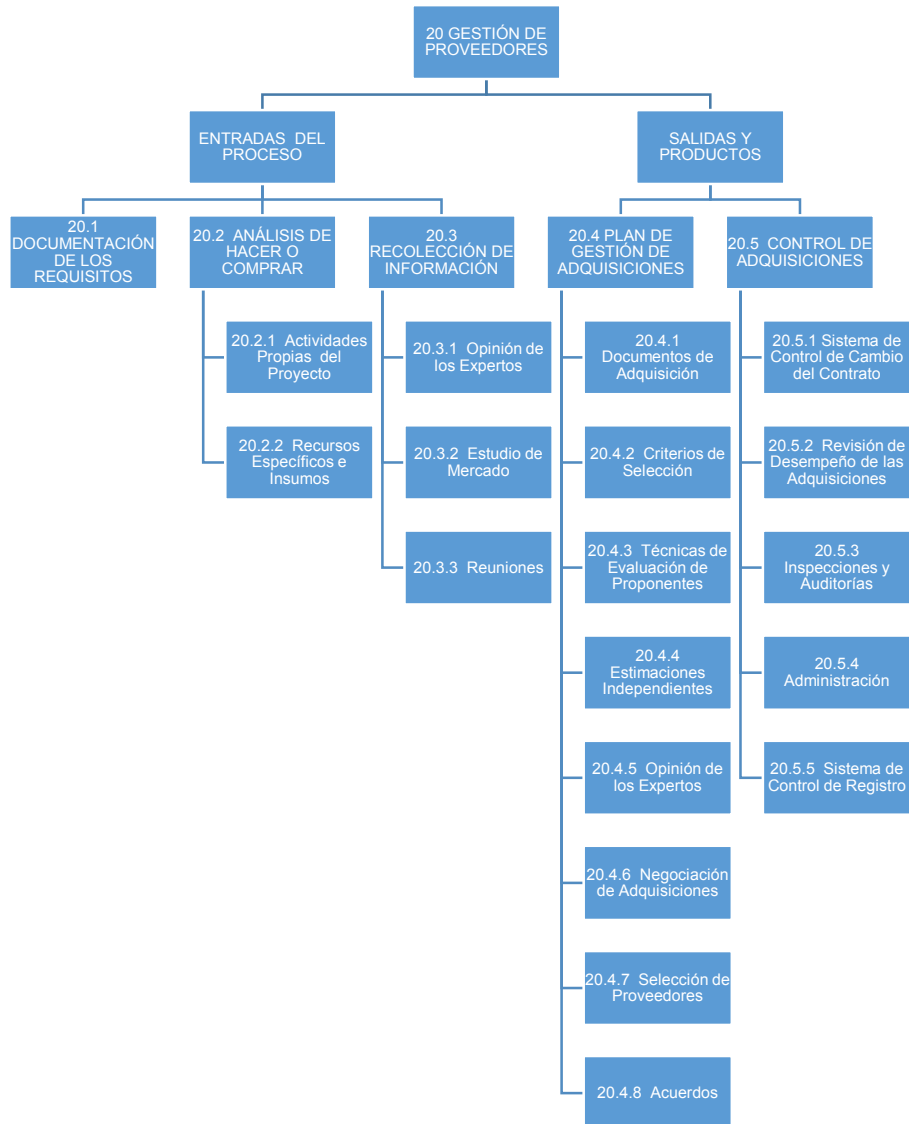 20 GESTIÓN DE
PROVEEDORES
ENTRADAS DEL
PROCESO
SALIDAS Y
PRODUCTOS
20.1
DOCUMENTACIÓN
DE LOS
REQUISITOS
20.2 ANÁLISIS DE
HACER O
COMPRAR
20.3
RECOLECCIÓN DE
INFORMACIÓN
20.4 PLAN DE
GESTIÓN DE
ADQUISICIONES
20.5 CONTROL DE
ADQUISICIONES
20.2.1 Actividades
Propias del
Proyecto
20.2.2 Recursos
Específicos e
Insumos
20.3.1 Opinión de
los Expertos
20.3.2 Estudio de
Mercado
20.3.3 Reuniones
20.4.1
Documentos de
Adquisición
20.4.2 Criterios de
Selección
20.4.3 Técnicas de
Evaluación de
Proponentes
20.4.4
Estimaciones
Independientes
20.4.5 Opinión de
los Expertos
20.4.6 Negociación
de Adquisiciones
20.4.7 Selección de
Proveedores
20.4.8 Acuerdos
20.5.1 Sistema de
Control de Cambio
del Contrato
20.5.2 Revisión de
Desempeño de las
Adquisiciones
20.5.3
Inspecciones y
Auditorías
20.5.4
Administración
20.5.5 Sistema de
Control de Registro